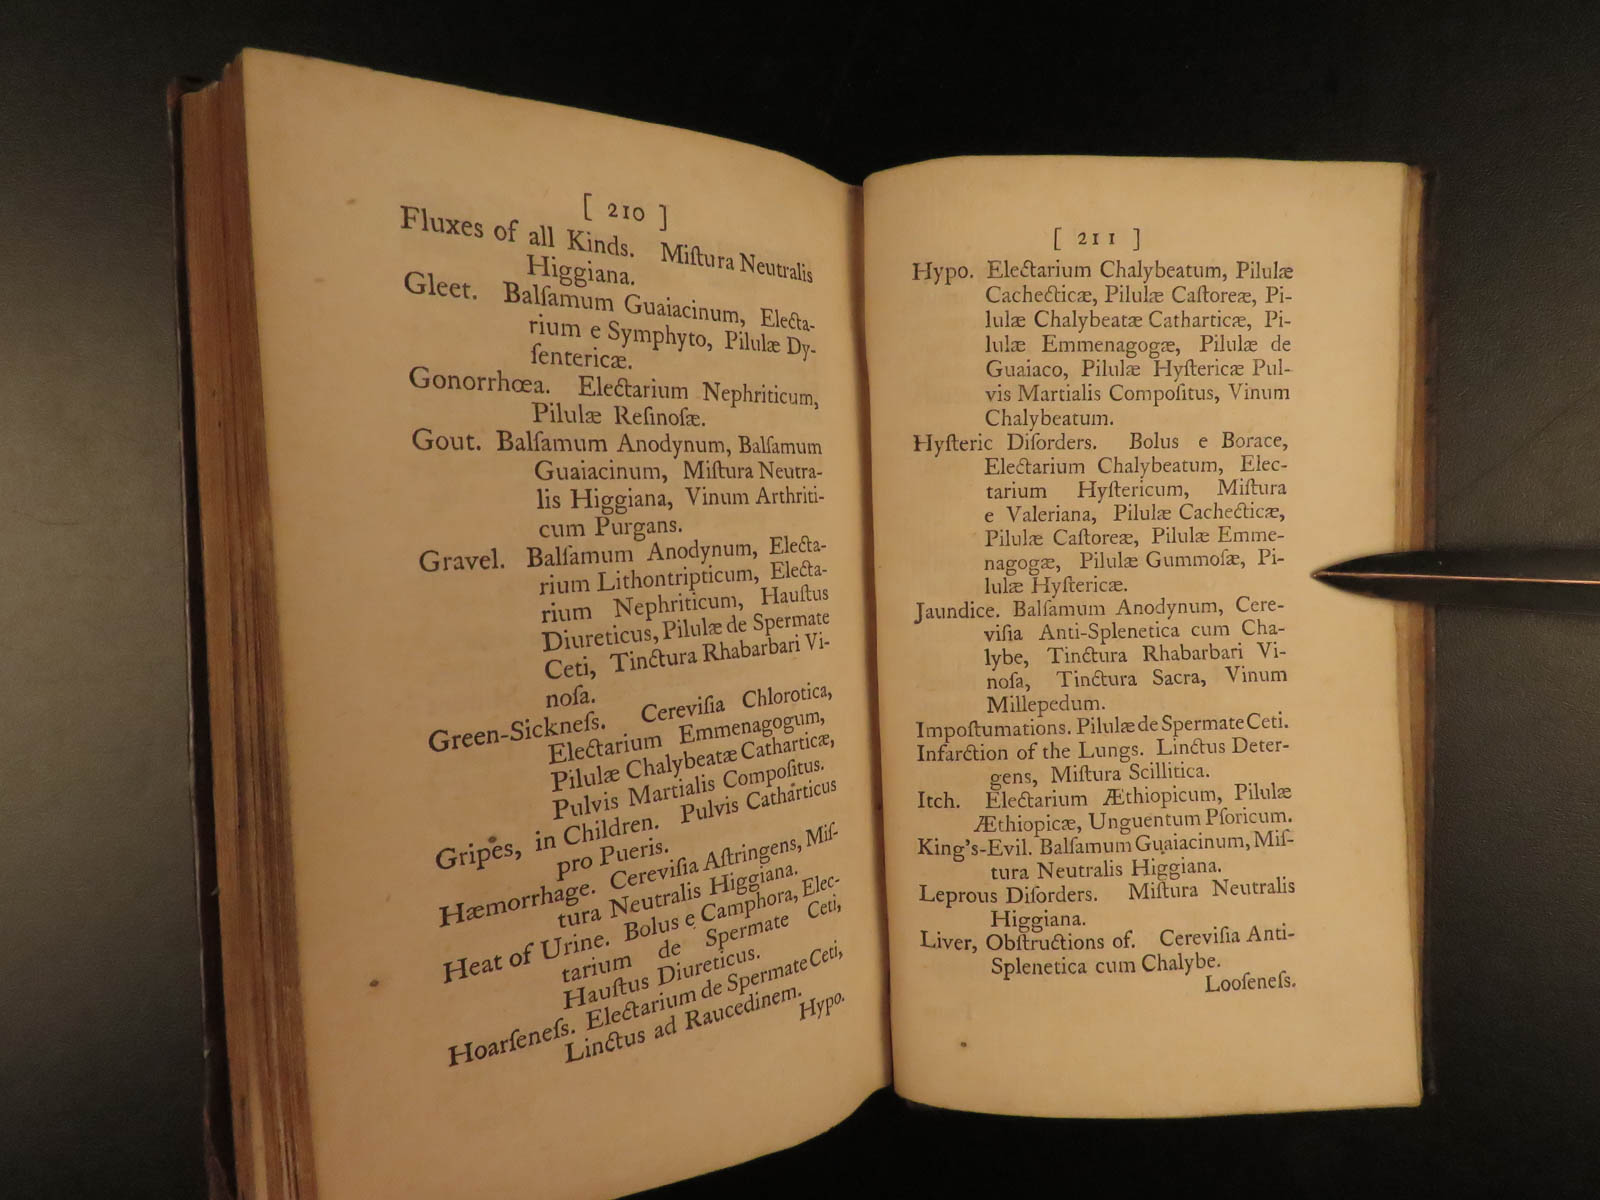 [ 210 ]
Fluxes of all Kinds. Miſtura Neutralis
Higgiana.
Gleet. Balſamum Guaiacinum, Electa-
rium e Symphyto, Pilulæ Dy-
ſentericæ.
Gonorrhœa. Electarium Nephriticum,
Pilulæ Reſinoſæ.
Gout. Balſamum Anodynum, Balſamum
Guaiacinum, Miſtura Neutra-
lis Higgiana, Vinum Arthriti-
cum Purgans.
Gravel. Balſamum Anodynum, Electa-
rium Lithontripticum, Electa-
rium Nephriticum, Hauſtus
Diureticus, Pilulæ de Spermate
Ceti, Tinctura Rhabarbari Vi-
noſa.
Green-Sickneſs. Cereviſia Chlorotica,
Electarium Emmenagogum,
Pilulæ Chalybeatæ Catharticæ,
Pulvis Martialis Compoſitus.
Gripes, in Children. Pulvis Catharticus
pro Pueris.
Hæmorrhage. Cereviſia Aſtringens, Miſ-
tura Neutralis Higgiana.
Heat of Urine. Bolus e Camphora, Elec-
tarium de Spermate Ceti,
Hauſtus Diureticus.
Hoarſeneſs. Electarium de Spermate Ceti,
Linctus ad Raucedinem.
Hypo.
[ 211 ]
Hypo. Electarium Chalybeatum, Pilulæ
Cachecticæ, Pilulæ Caſtoreæ, Pi-
lulæ Chalybeatæ Catharticæ, Pi-
lulæ Emmenagogæ, Pilulæ de
Guaiaco, Pilulæ Hyſtericæ Pul-
vis Martialis Compoſitus, Vinum
Chalybeatum.
Hyſteric Diſorders. Bolus e Borace,
Electarium Chalybeatum, Elec-
tarium Hyſtericum, Miſtura
e Valeriana, Pilulæ Cachecticæ,
Pilulæ Caſtoreæ, Pilulæ Emme-
nagogæ, Pilulæ Gummoſæ, Pi-
lulæ Hyſtericæ.
Jaundice. Balſamum Anodynum, Cere-
viſia Anti-Splenetica cum Cha-
lybe, Tinctura Rhabarbari Vi-
noſa, Tinctura Sacra, Vinum
Millepedum.
Impoſtumations. Pilulæ de Spermate Ceti.
Infarction of the Lungs. Linctus Deter-
gens, Miſtura Scillitica.
Itch. Electarium Æthiopicum, Pilulæ
Æthiopicæ, Unguentum Pſoricum.
King's-Evil. Balſamum Guaiacinum, Miſ-
tura Neutralis Higgiana.
Leprous Diſorders. Miſtura Neutralis
Higgiana.
Liver, Obſtructions of. Cereviſia Anti-
Splenetica cum Chalybe.
Looſeneſs.